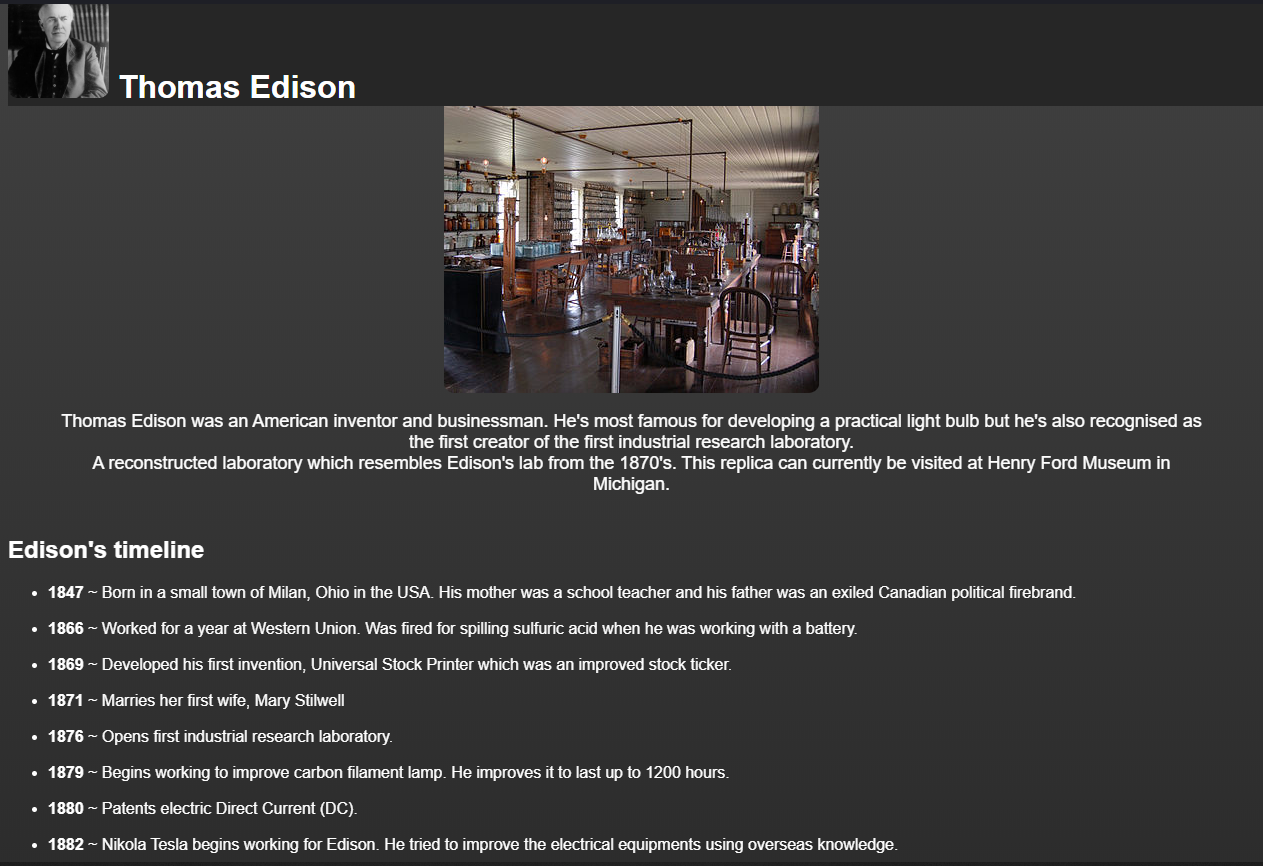 Thomas Edison
Thomas Edison was an American inventor and businessman. He's most famous for developing a practical light bulb but he's also recognised as
the first creator of the first industrial research laboratory.
A reconstructed laboratory which resembles Edison's lab from the 1870's. This replica can currently be visited at Henry Ford Museum in
Michigan.
Edison's timeline
• 1847 ~ Born in a small town of Milan, Ohio in the USA. His mother was a school teacher and his father was an exiled Canadian political firebrand.
• 1866 ~ Worked for a year at Western Union. Was fired for spilling sulfuric acid when he was working with a battery.
• 1869 ~ Developed his first invention, Universal Stock Printer which was an improved stock ticker.
• 1871 ~ Marries her first wife, Mary Stilwell
• 1876 ~ Opens first industrial research laboratory.
• 1879 ~ Begins working to improve carbon filament lamp. He improves it to last up to 1200 hours.
• 1880 ~ Patents electric Direct Current (DC).
• 1882 ~ Nikola Tesla begins working for Edison. He tried to improve the electrical equipments using overseas knowledge.